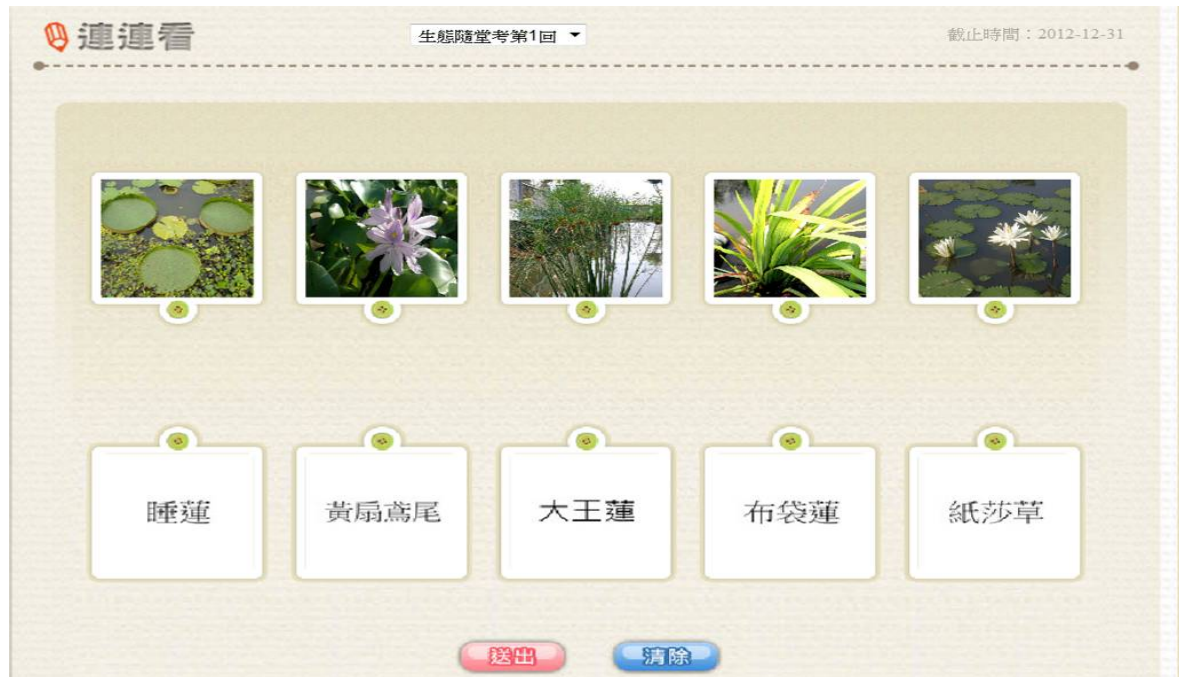 連連看
生態隨堂考第1回
截止時間：2012-12-31
睡蓮
黃扇鳶尾
大王蓮
布袋蓮
紙莎草
送出
清除